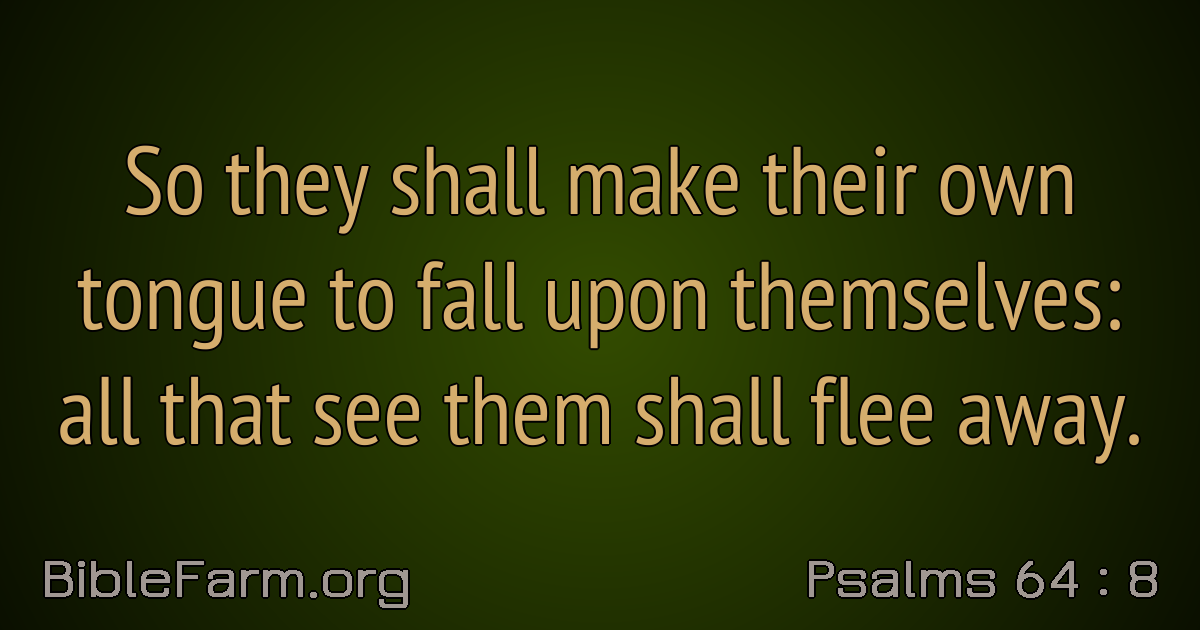 So they shall make their own
tongue to fall upon themselves:
all that see them shall flee away.
BibleFarm.org
Psalms 64 : 8